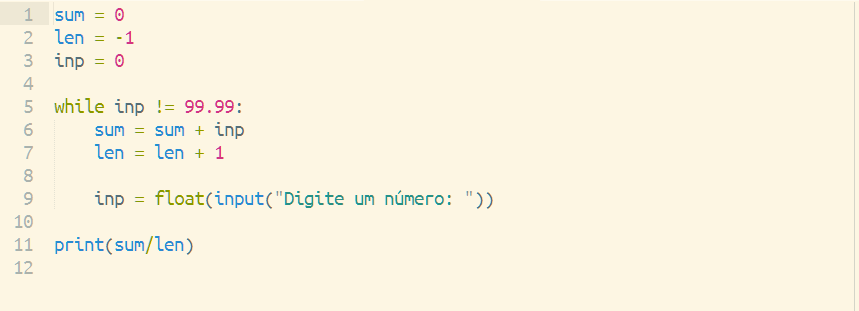 1 sum = 0
2 len = -1
3 inp = 0
4
5 while inp != 99.99:
6     sum = sum + inp
7     len = len + 1
8
9     inp = float(input("Digite um número: "))
10
11 print(sum/len)
12